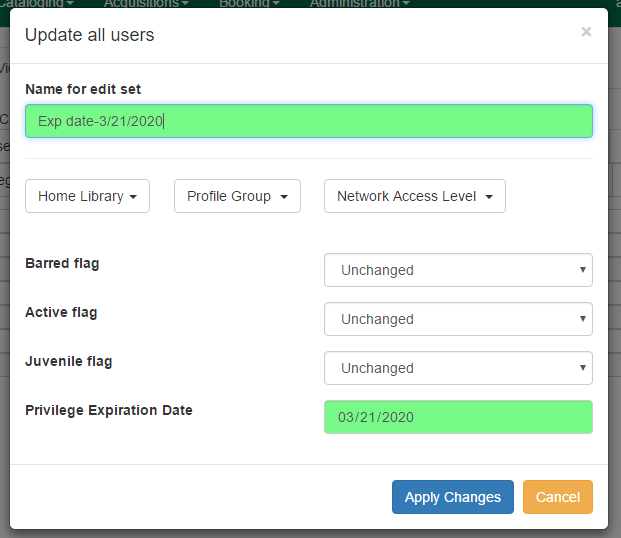 Cataloging Acquisitions Booking Administration
Update all users ×
Name for edit set
Exp date-3/21/2020
Home Library Profile Group Network Access Level
Barred flag Unchanged
Active flag Unchanged
Juvenile flag Unchanged
Privilege Expiration Date 03/21/2020
Apply Changes Cancel